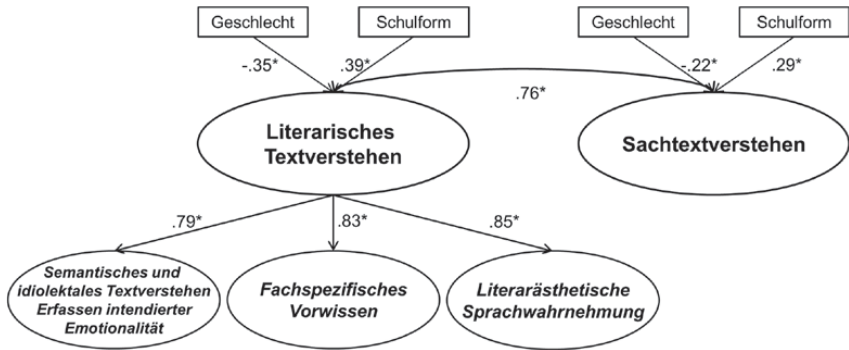 Geschlecht
Schulform
Geschlecht
Schulform
-.35*
.39*
-.22*
.29*
.76*
Literarisches
Textverstehen
Sachtextverstehen
.79*
.83*
.85*
Semantisches und
idiolektales Textverstehen
Erfassen intendierter
Emotionalität
Fachspezifisches
Vorwissen
Literarästhetische
Sprachwahrnehmung